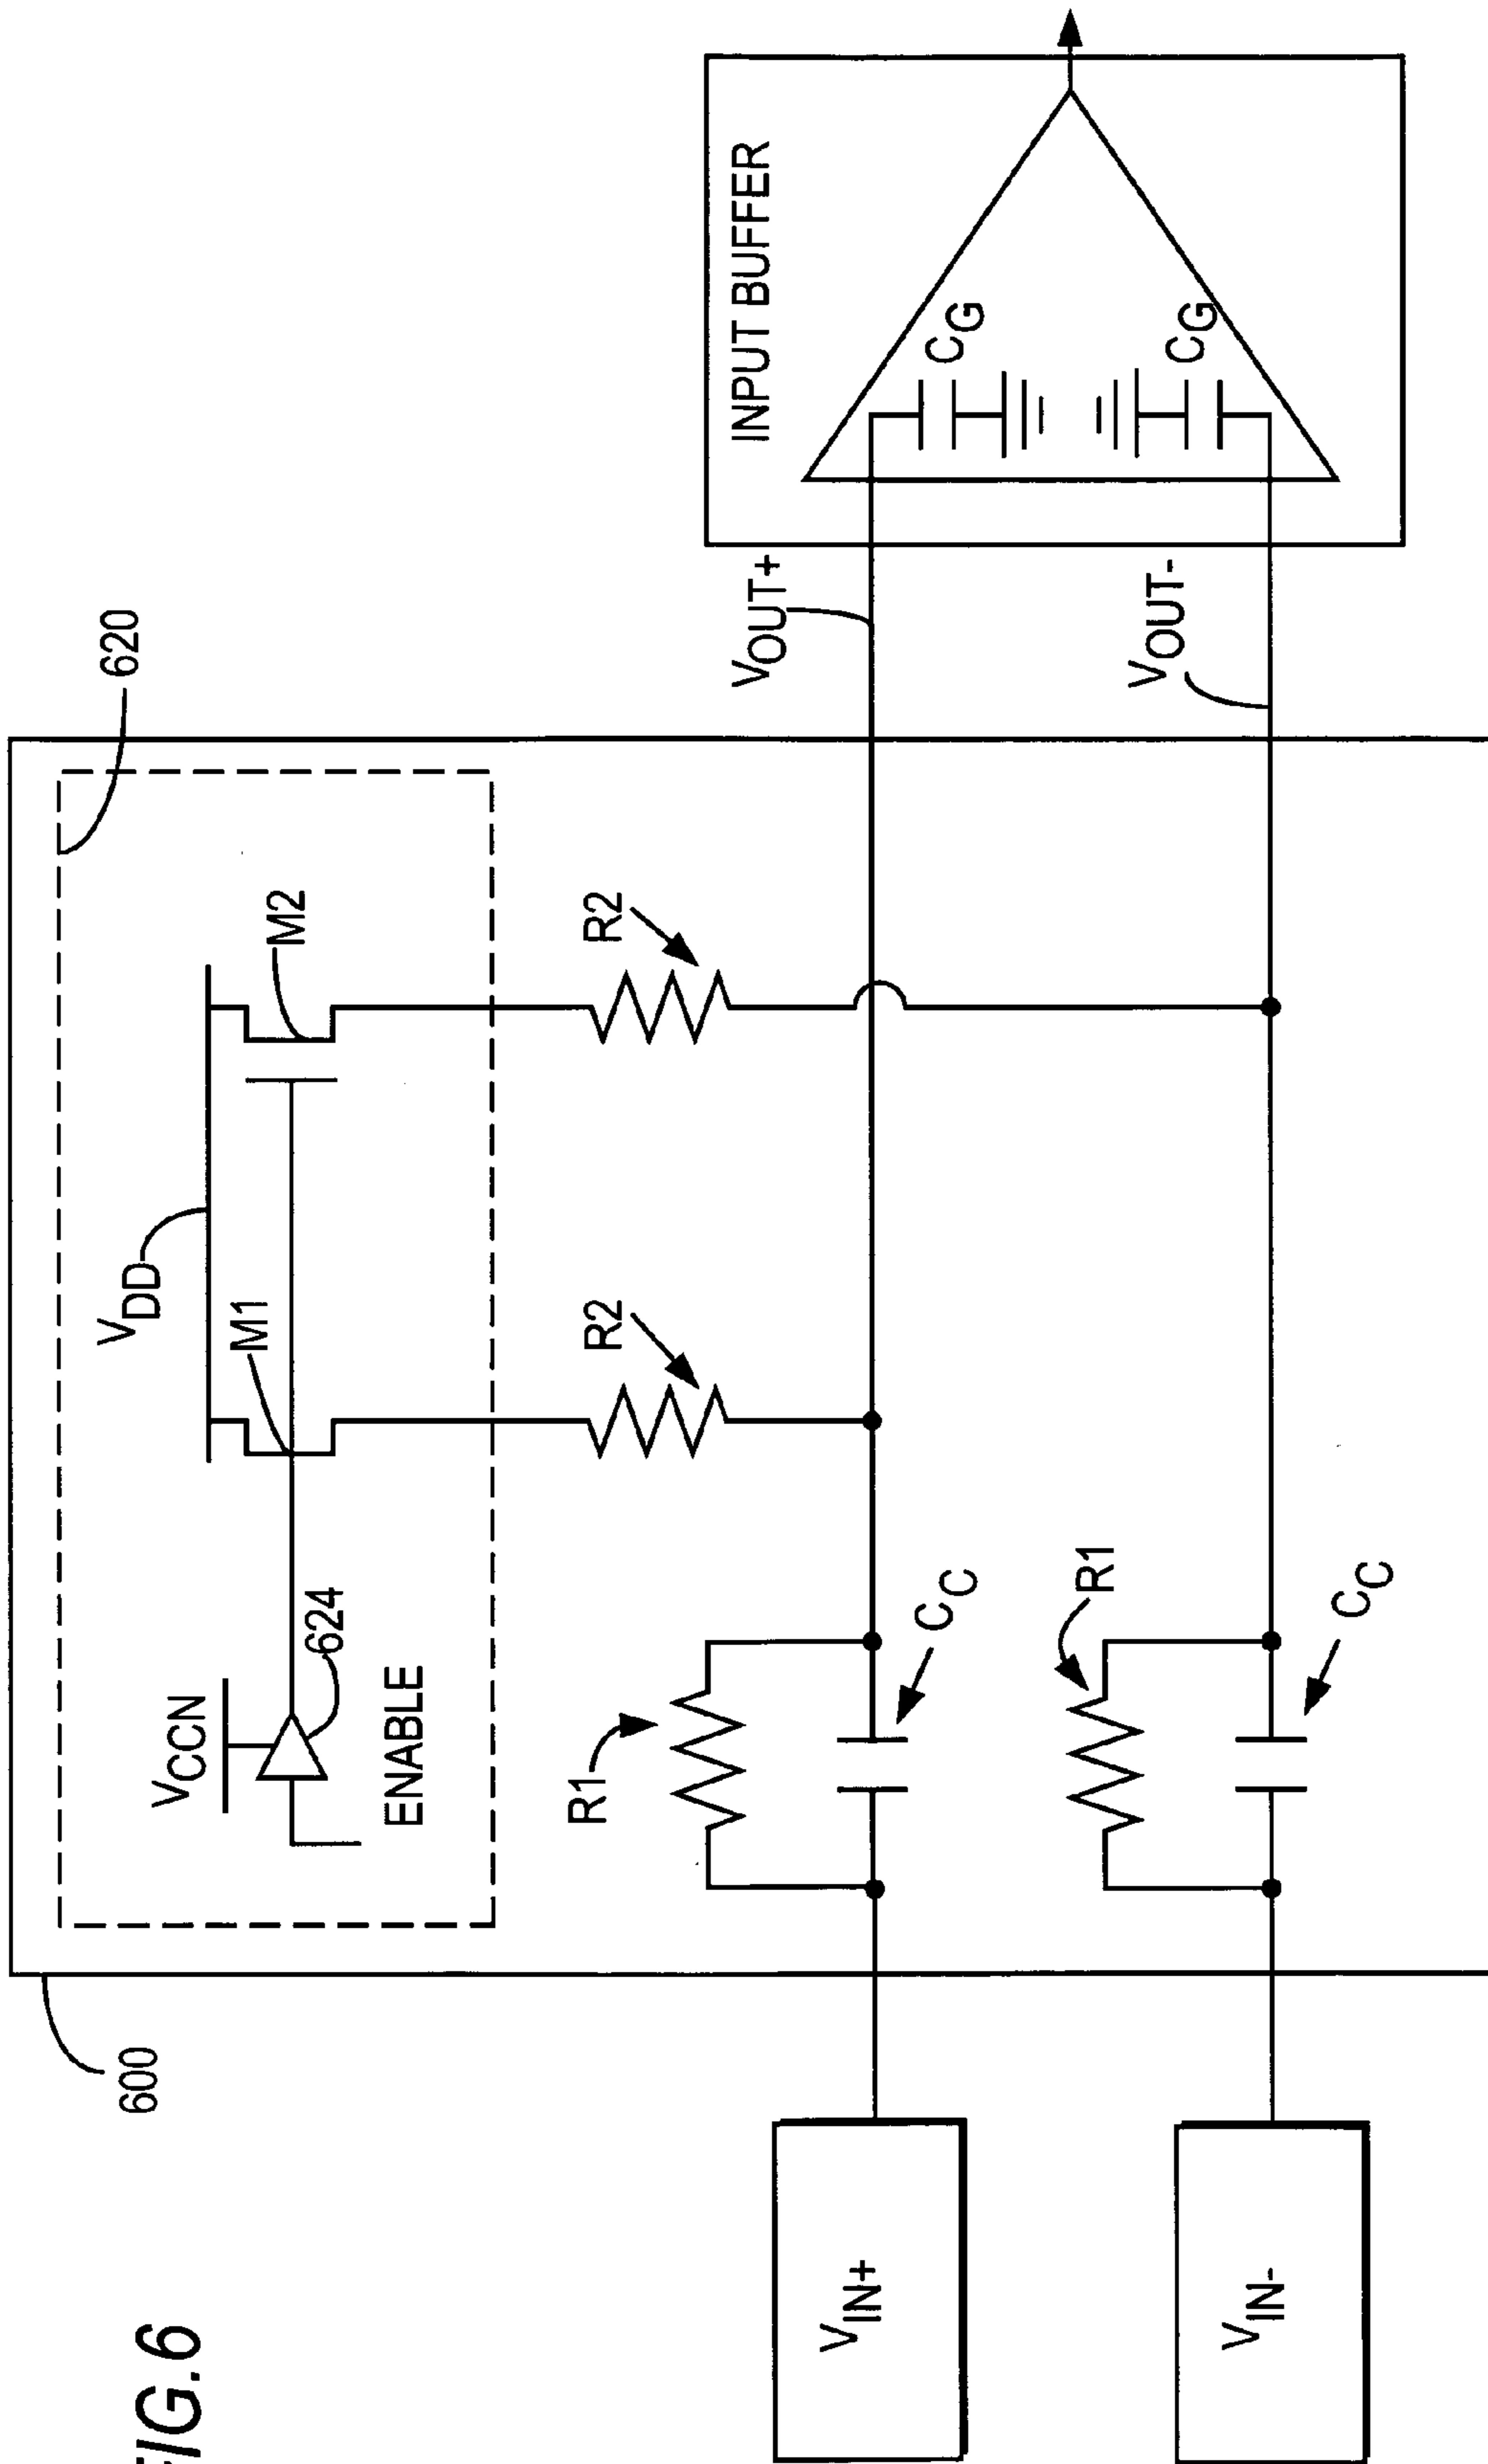 FIG.6
600
620
VDD
VCCN
M1
M2
624
ENABLE
R2
R2
R1
CC
R1
CC
VIN+
VIN-
VOUT+
VOUT-
INPUT BUFFER
CG
CG